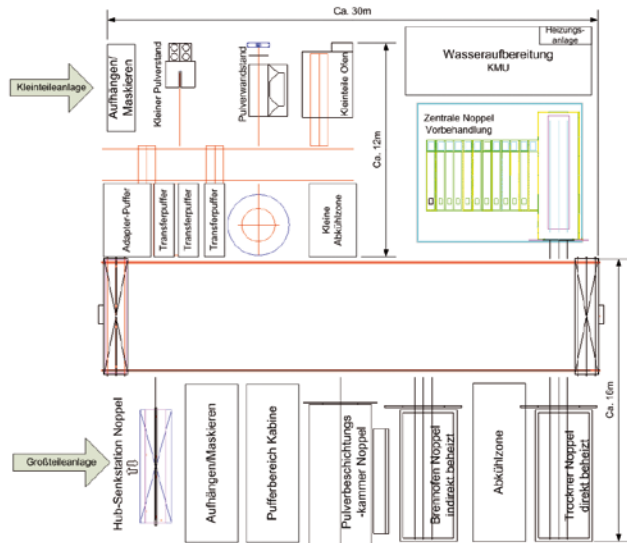 Ca. 30m
Kleinteileanlage
Aufhängen/
Maskieren
Kleiner Pulverstand
Pulverwandstand
Kleinteile Ofen
Ca. 12m
Heizungs-
anlage
Wasseraufbereitung
KMU
Zentrale Noppel
Vorbehandlung
Adapter-Puffer
Transferpuffer
Transferpuffer
Transferpuffer
Kleine
Abkühlzone
Ca. 16m
Großteileanlage
Hub-Senkstation Noppel
Aufhängen/Maskieren
Pufferbereich Kabine
Pulverbeschichtungs
-kammer Noppel
Brennofen Noppel
indirekt beheizt
Abkühlzone
Trockner Noppel
direkt beheizt